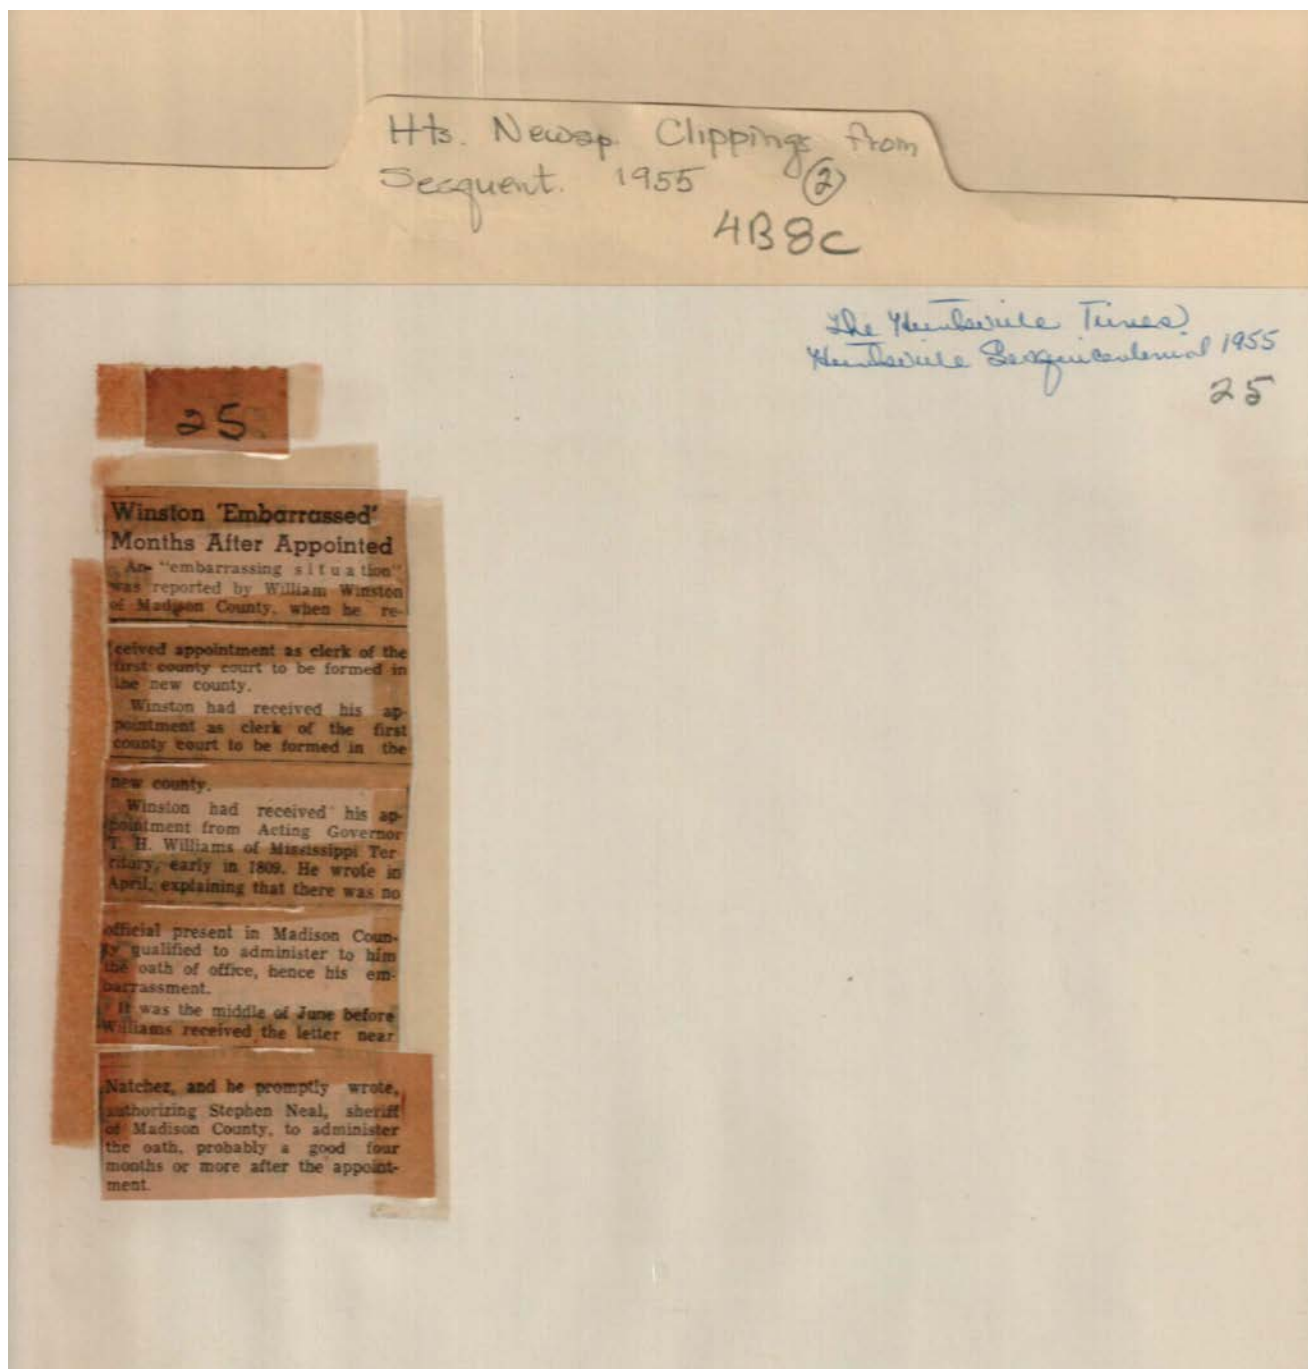 Hts. Newsp. Clippings from
Sesquent. 1955 2
4B8C
The Huntsville Times
Huntsville Sesquicentenial 1955
25
25
Winston 'Embarrassed'
Months After Appointed
An "embarrassing situation"
was reported by William Winston
of Madison County, when he re-
ceived appointment as clerk of the
first county court to be formed in
the new county.
Winston had received his ap-
pointment as clerk of the first
county court to be formed in the
new county.
Winston had received his ap-
pointment from Acting Governor
T. H. Williams of Mississippi Ter-
ritory, early in 1809. He wrote in
April, explaining that there was no
official present in Madison Coun-
ty qualified to administer to him
the oath of office, hence his em-
barrassment.
It was the middle of June before
Williams received the letter near
Natchez, and he promptly wrote,
authorizing Stephen Neal, sheriff
of Madison County, to administer
the oath, probably a good four
months or more after the appoint-
ment.